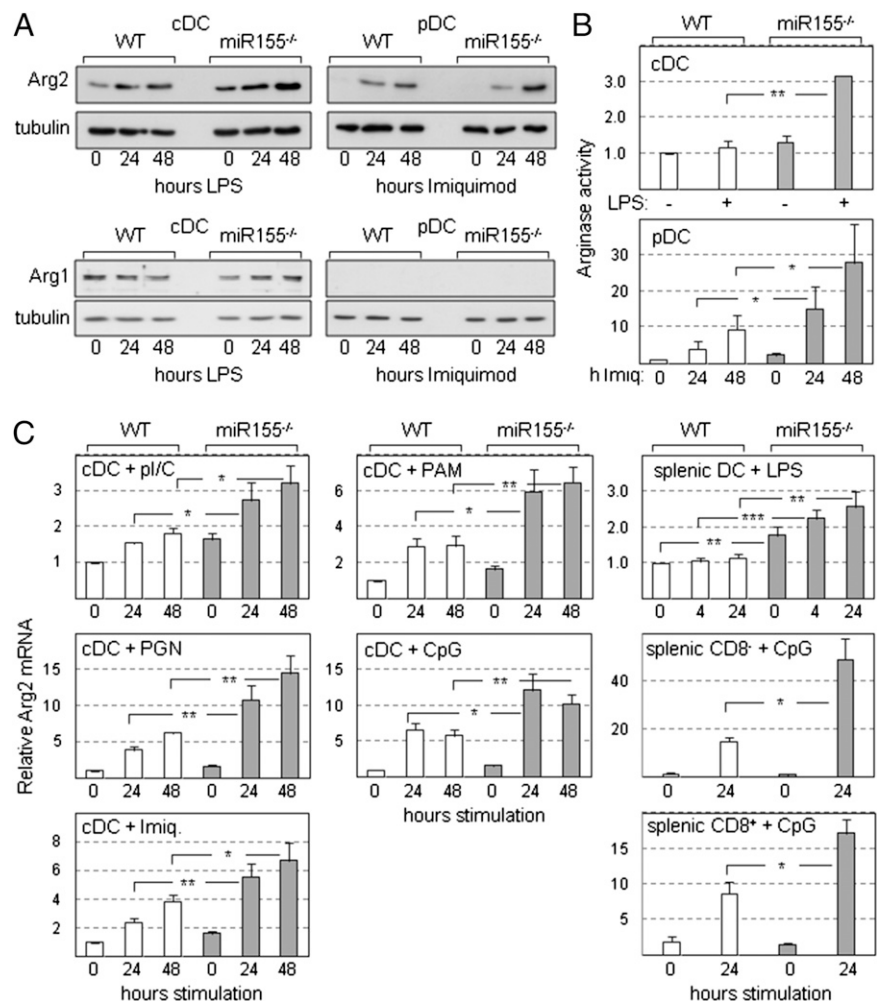 A
cDC
WT miR155-/-
pDC
WT miR155-/-
Arg2
tubulin
0 24 48 0 24 48
hours LPS
0 24 48 0 24 48
hours Imiquimod
cDC
WT miR155-/-
pDC
WT miR155-/-
Arg1
tubulin
0 24 48 0 24 48
hours LPS
0 24 48 0 24 48
hours Imiquimod
B
WT miR155-/-
Arginase activity
cDC
3.0
2.0
1.0
**
LPS: - + - +
pDC
30
20
10
*
*
h Imiq: 0 24 48 0 24 48
C
Relative Arg2 mRNA
WT miR155-/-
cDC + pI/C
3
2
1
*
*
0 24 48 0 24 48
cDC + PGN
15
10
5
**
**
0 24 48 0 24 48
cDC + Imiq.
8
6
4
2
*
**
0 24 48 0 24 48
hours stimulation
WT miR155-/-
cDC + PAM
6
4
2
**
*
0 24 48 0 24 48
cDC + CpG
15
10
5
**
*
0 24 48 0 24 48
hours stimulation
WT miR155-/-
splenic DC + LPS
3.0
2.0
1.0
**
***
**
0 4 24 0 4 24
splenic CD8- + CpG
40
20
*
0 24 0 24
splenic CD8+ + CpG
15
10
5
*
0 24 0 24
hours stimulation